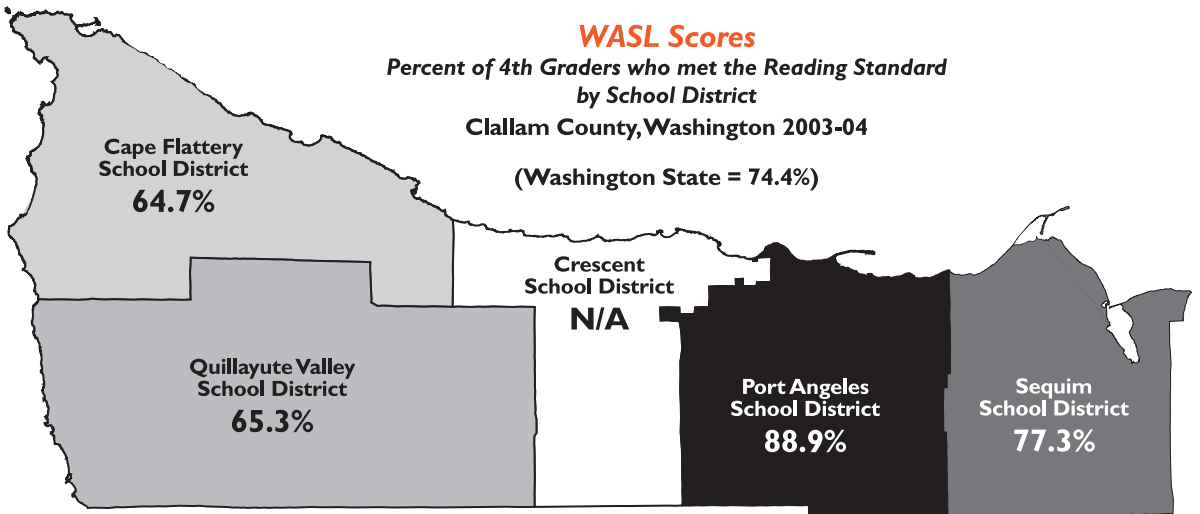 WASL Scores
Percent of 4th Graders who met the Reading Standard
by School District
Clallam County, Washington 2003-04
(Washington State = 74.4%)
Cape Flattery
School District
64.7%
Crescent
School District
N/A
Quillayute Valley
School District
65.3%
Port Angeles
School District
88.9%
Sequim
School District
77.3%